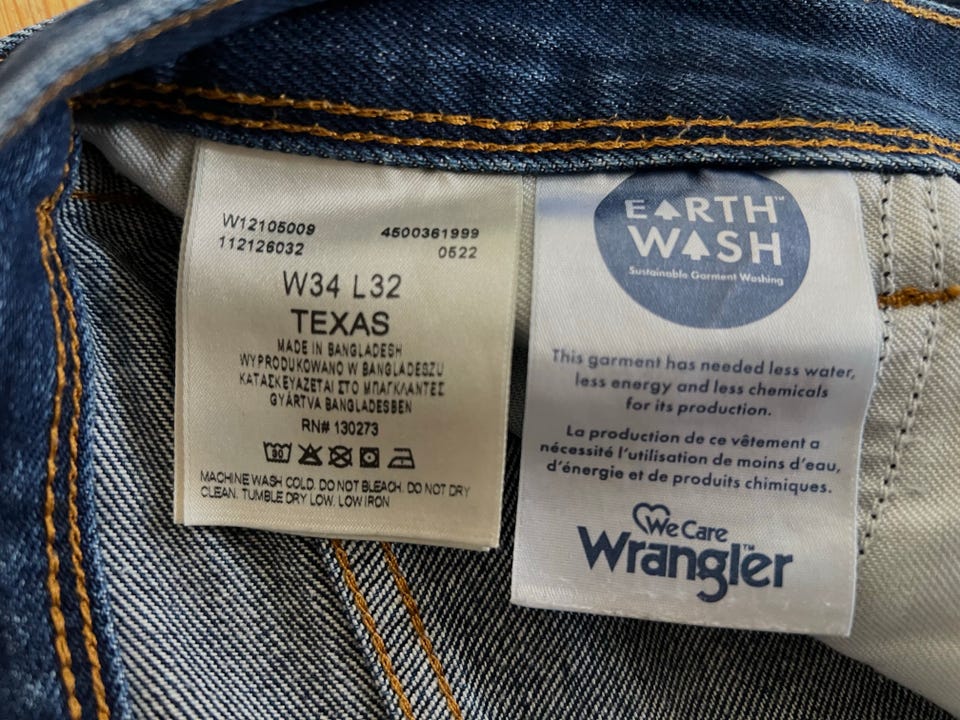 W12105009
112126032
4500361999
0522
W34 L32
TEXAS
MADE IN BANGLADESH
WYPRODUKOWANO W BANGLADESZU
ΚΑΤΑΣΚΕΥΑΖΕΤΑΙ ΣΤΟ ΜΠΑΓΚΛΑΝΤΕΣ
GYÁRTVA BANGLADESBEN
RN# 130273
30
MACHINE WASH COLD. DO NOT BLEACH. DO NOT DRY
CLEAN. TUMBLE DRY LOW. LOW IRON
EARTH™
WASH
Sustainable Garment Washing
This garment has needed less water,
less energy and less chemicals
for its production.
La production de ce vêtement a
nécessité l'utilisation de moins d'eau,
d'énergie et de produits chimiques.
We Care
Wrangler™